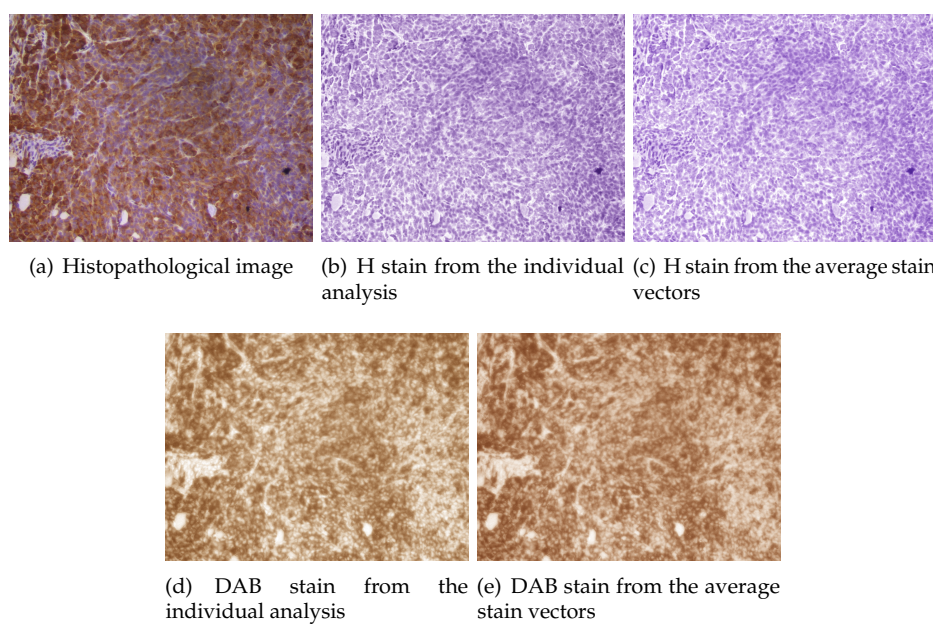 (a) Histopathological image
(b) H stain from the individual
analysis
(c) H stain from the average stain
vectors
(d) DAB stain from the
individual analysis
(e) DAB stain from the average
stain vectors